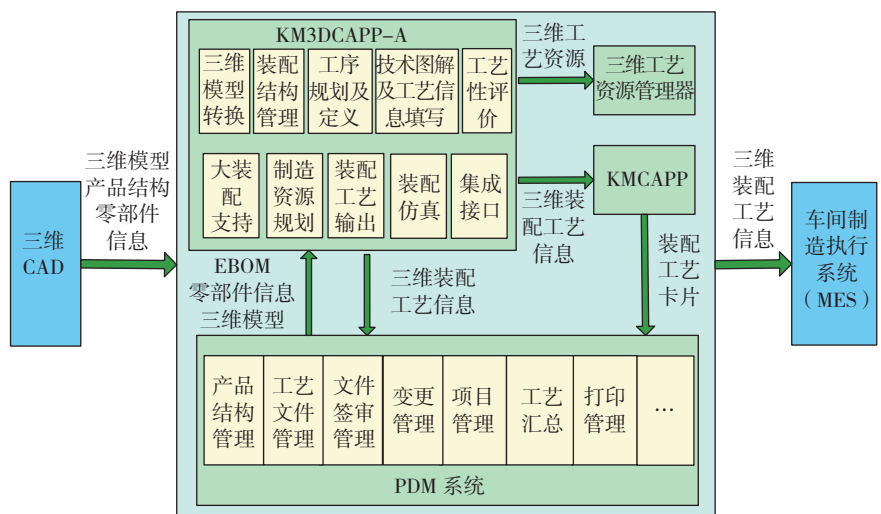 KM3DCAPP-A
三维
模型
转换
装配
结构
管理
工序
规划及
定义
技术图解
及工艺信
息填写
工艺
性评
价
大装
配
支持
制造
资源
规划
装配
工艺
输出
装配
仿真
集成
接口
三维工
艺资源
三维工艺
资源管理器
三维装
配工艺
信息
KMCAPP
装配
工艺
卡片
三维模型
产品结构
零部件
信息
三维
CAD
三维
装配
工艺
信息
车间制
造执行
系统
(MES)
EBOM
零部件信息
三维模型
三维装配
工艺信息
产品
结构
管理
工艺
文件
管理
文件
签审
管理
变更
管理
项目
管理
工艺
汇总
打印
管理
…
PDM 系统